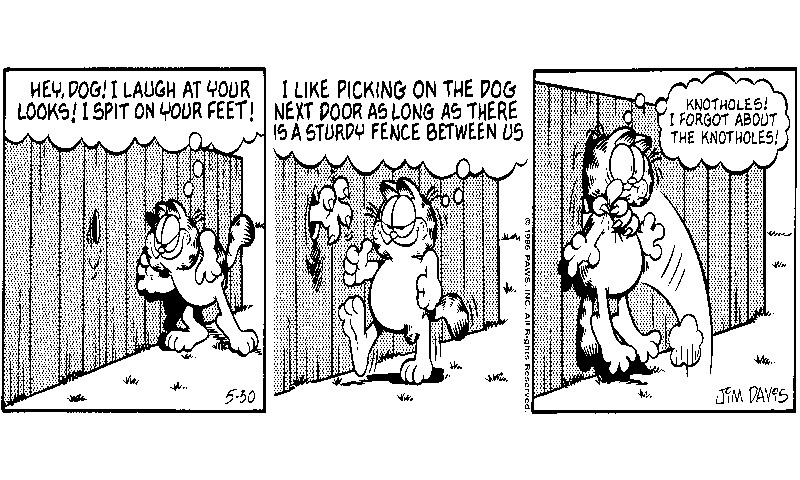 HEY, DOG! I LAUGH AT YOUR
LOOKS! I SPIT ON YOUR FEET!
5-30
I LIKE PICKING ON THE DOG
NEXT DOOR AS LONG AS THERE
IS A STURDY FENCE BETWEEN US
© 1986 PAWS, INC. All Rights Reserved.
KNOTHOLES!
I FORGOT ABOUT
THE KNOTHOLES!
JIM DAVIS